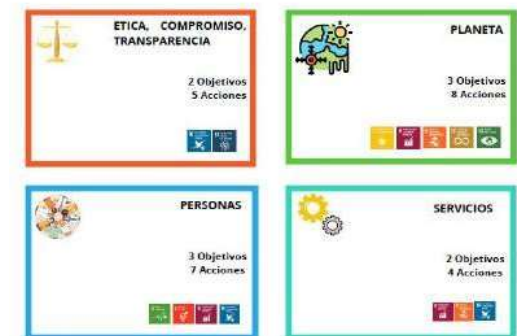 ETICA, COMPROMISO,
TRANSPARENCIA
2 Objetivos
5 Acciones
PLANETA
3 Objetivos
8 Acciones
PERSONAS
3 Objetivos
7 Acciones
SERVICIOS
2 Objetivos
4 Acciones